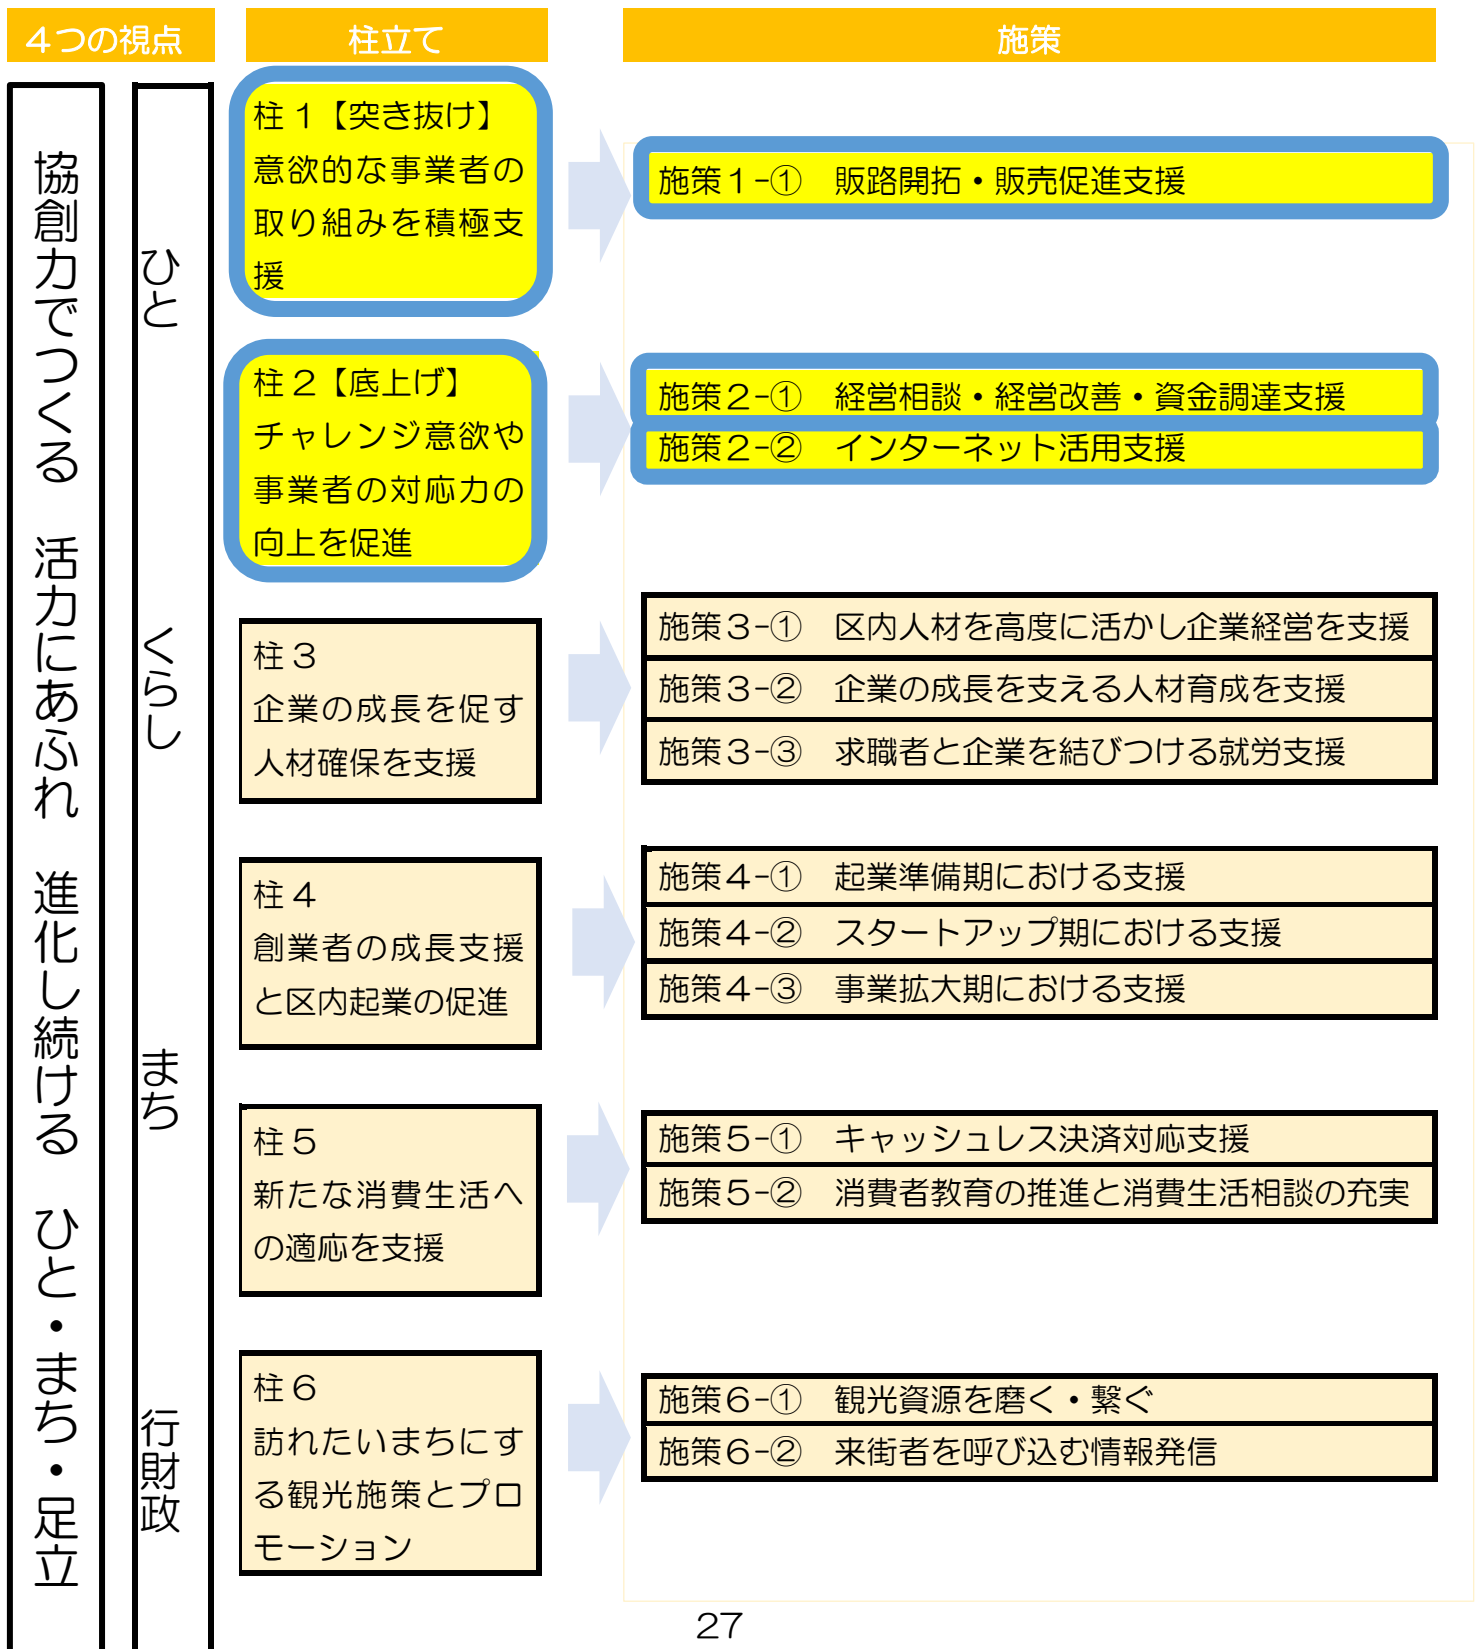 ４つの視点
柱立て
施策
協創力でつくる　活力にあふれ　進化し続ける　ひと・まち・足立
ひと
くらし
まち
行財政
柱１【突き抜け】
意欲的な事業者の
取り組みを積極支
援
施策１-①　販路開拓・販売促進支援
柱２【底上げ】
チャレンジ意欲や
事業者の対応力の
向上を促進
施策２-①　経営相談・経営改善・資金調達支援
施策２-②　インターネット活用支援
柱３
企業の成長を促す
人材確保を支援
施策３-①　区内人材を高度に活かし企業経営を支援
施策３-②　企業の成長を支える人材育成を支援
施策３-③　求職者と企業を結びつける就労支援
柱４
創業者の成長支援
と区内起業の促進
施策４-①　起業準備期における支援
施策４-②　スタートアップ期における支援
施策４-③　事業拡大期における支援
柱５
新たな消費生活へ
の適応を支援
施策５-①　キャッシュレス決済対応支援
施策５-②　消費者教育の推進と消費生活相談の充実
柱６
訪れたいまちにす
る観光施策とプロ
モーション
施策６-①　観光資源を磨く・繋ぐ
施策６-②　来街者を呼び込む情報発信
27